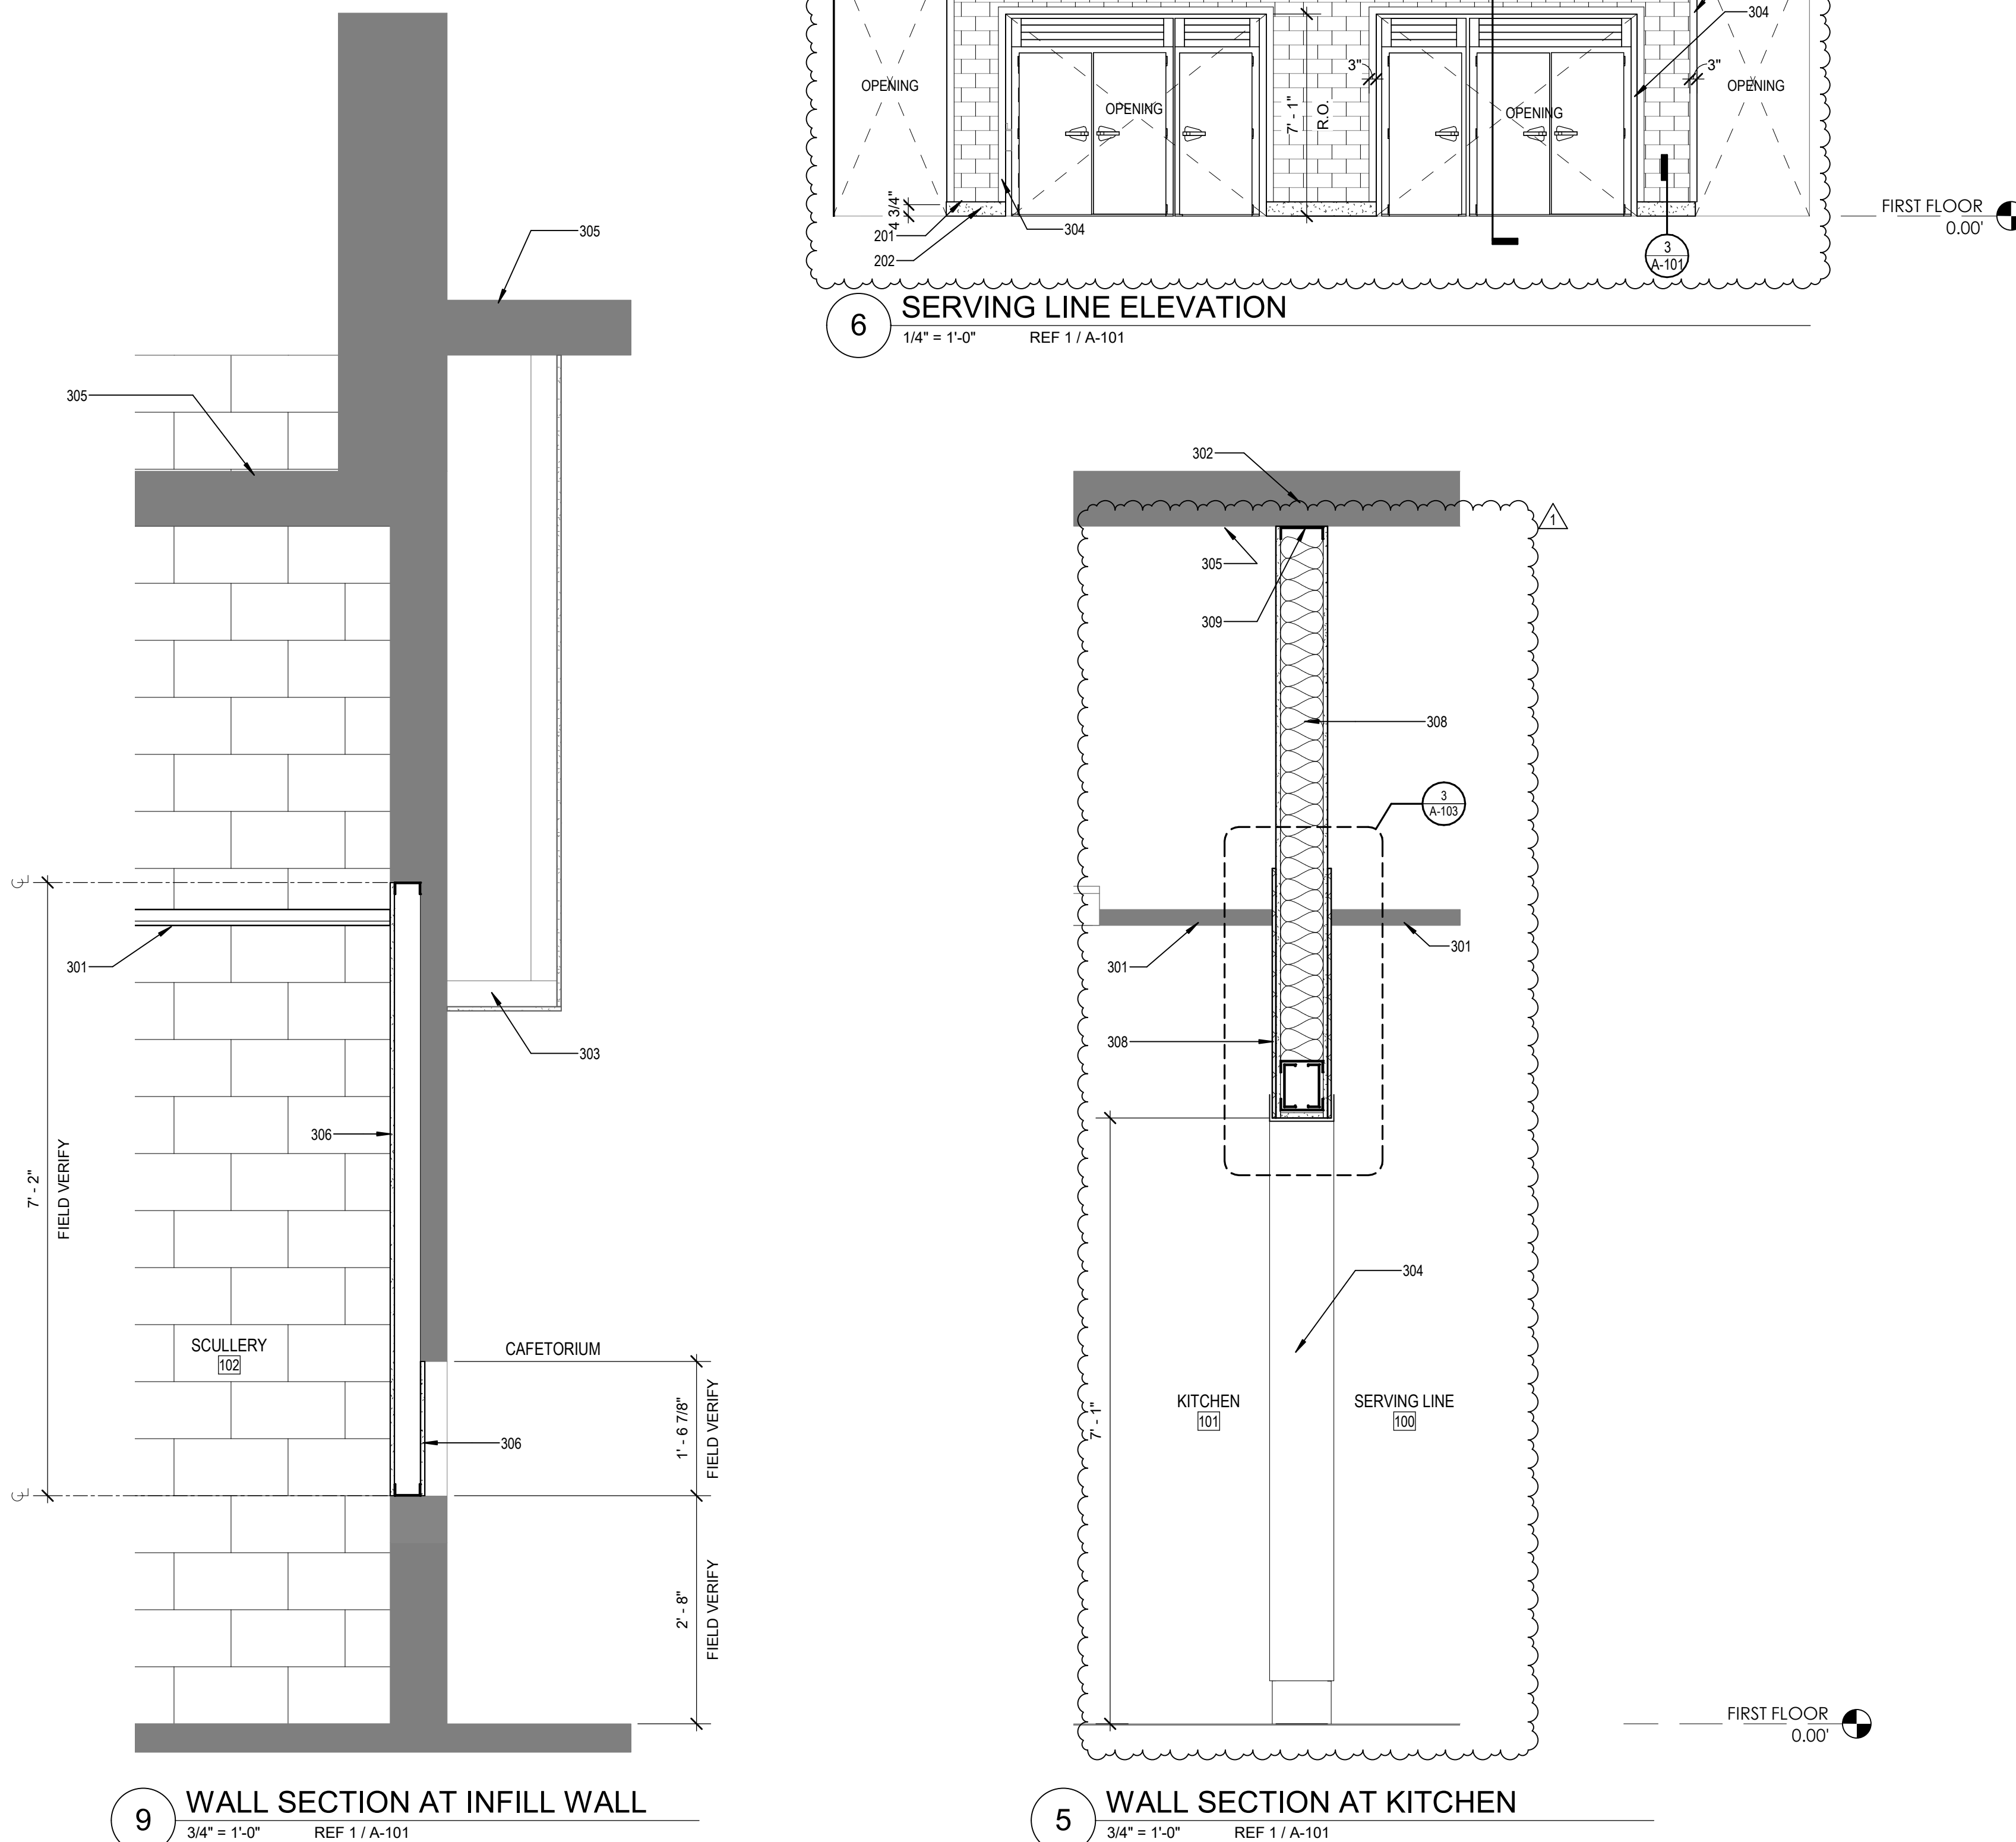 304
3"
3"
OPENING
OPENING
OPENING
OPENING
7' - 1"
R.O.
4 3/4"
201
202
304
3
A-101
FIRST FLOOR
0.00'
6
SERVING LINE ELEVATION
1/4" = 1'-0"
REF 1 / A-101
305
305
301
303
306
7' - 2"
FIELD VERIFY
SCULLERY
102
CAFETORIUM
1' - 6 7/8"
FIELD VERIFY
306
2' - 8"
FIELD VERIFY
9
WALL SECTION AT INFILL WALL
3/4" = 1'-0"
REF 1 / A-101
302
1
305
309
308
3
A-103
301
301
308
304
KITCHEN
101
SERVING LINE
100
7' - 1"
FIRST FLOOR
0.00'
5
WALL SECTION AT KITCHEN
3/4" = 1'-0"
REF 1 / A-101